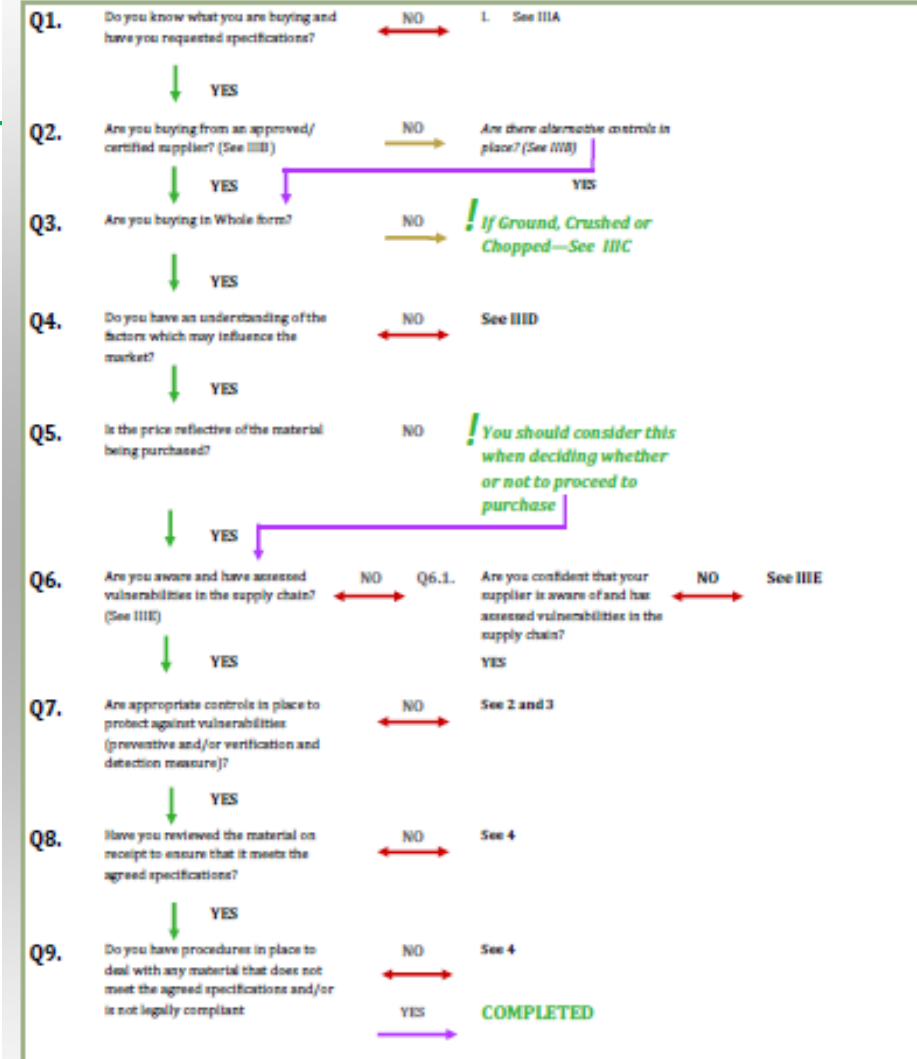 Q1.
Do you know what you are buying and
have you requested specifications?
NO
1. See IIIA
YES
Q2.
Are you buying from an approved/
certified supplier? (See IIIB)
NO
Are there alternative controls in
place? (See IIIB)
YES
YES
Q3.
Are you buying in Whole form?
NO
! If Ground, Crushed or
Chopped—See IIIC
YES
Q4.
Do you have an understanding of the
factors which may influence the
market?
NO
See IIID
YES
Q5.
Is the price reflective of the material
being purchased?
NO
! You should consider this
when deciding whether
or not to proceed to
purchase
YES
Q6.
Are you aware and have assessed
vulnerabilities in the supply chain?
(See IIIE)
NO
Q6.1.
Are you confident that your
supplier is aware of and has
assessed vulnerabilities in the
supply chain?
NO
See IIIE
YES
YES
Q7.
Are appropriate controls in place to
protect against vulnerabilities
(preventive and/or verification and
detection measure)?
NO
See 2 and 3
YES
Q8.
Have you reviewed the material on
receipt to ensure that it meets the
agreed specifications?
NO
See 4
YES
Q9.
Do you have procedures in place to
deal with any material that does not
meet the agreed specifications and/or
is not legally compliant
NO
See 4
YES
COMPLETED